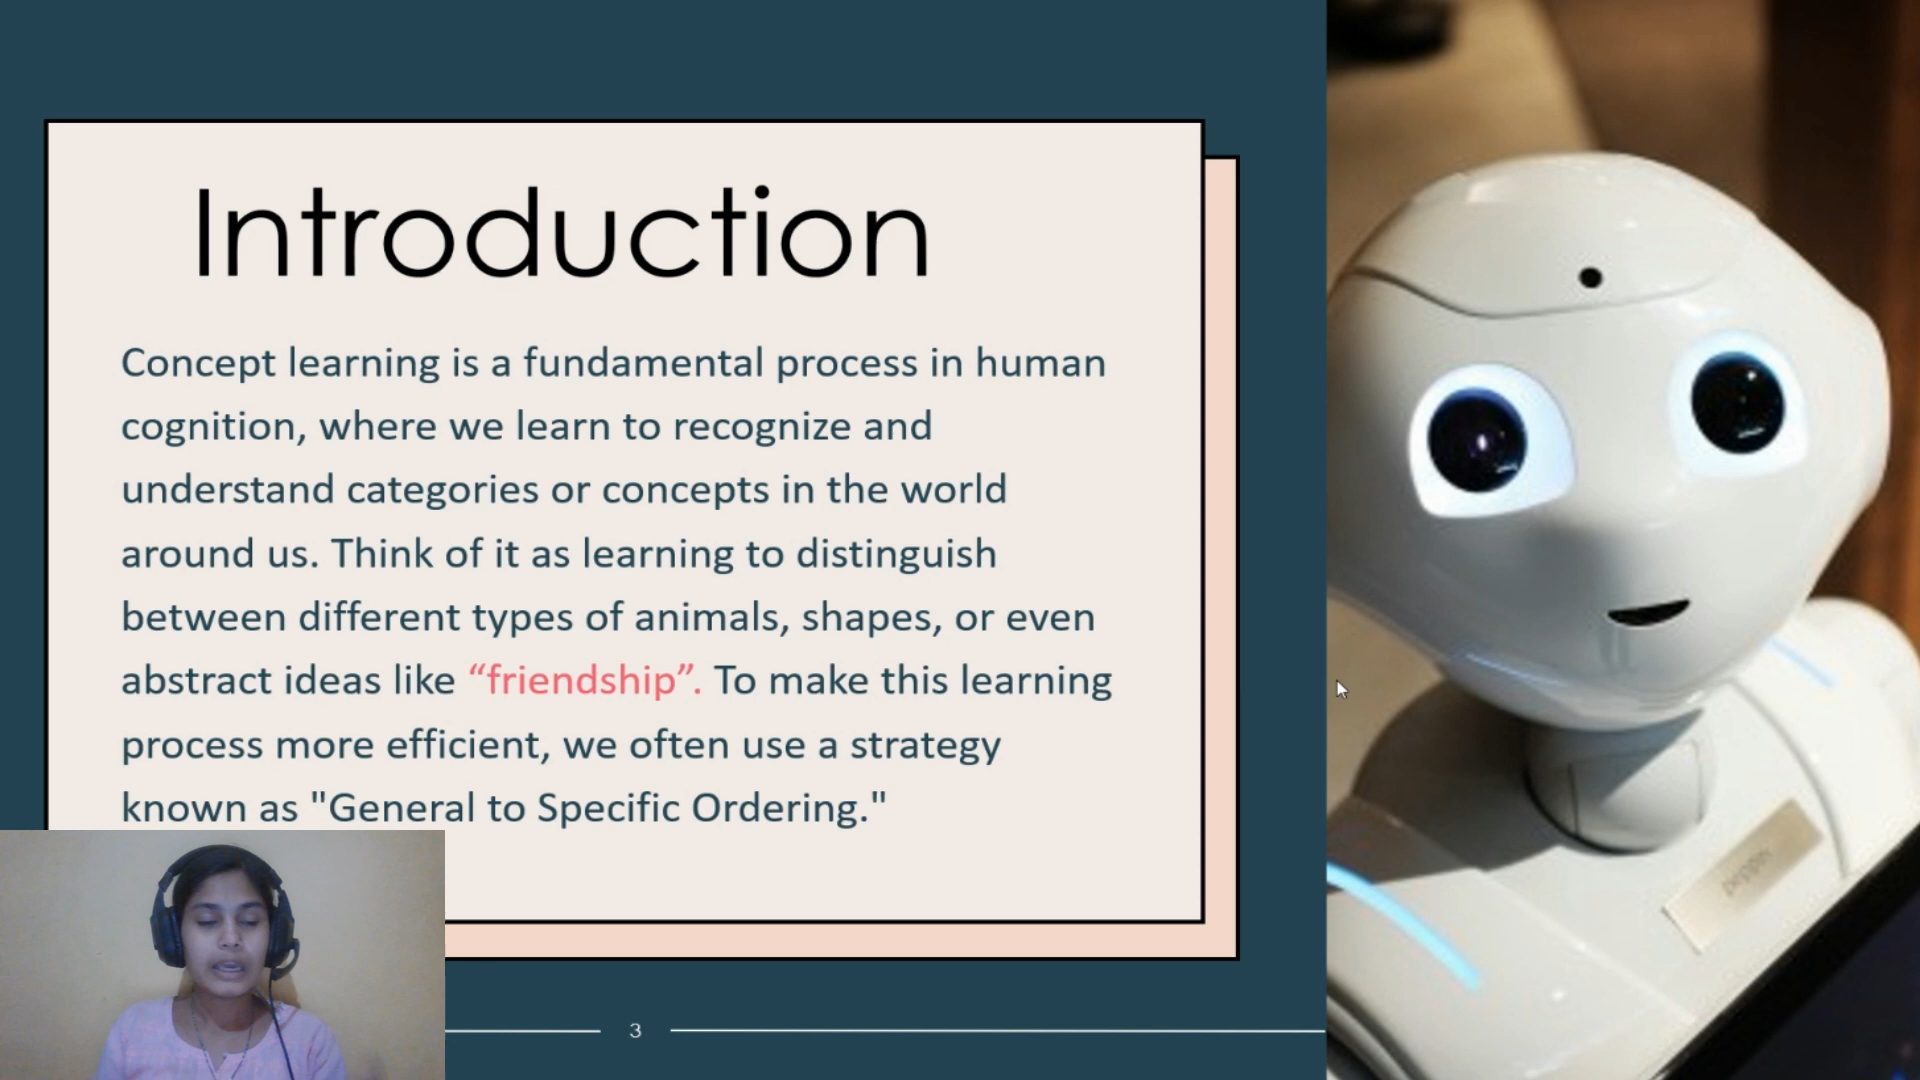 Introduction
Concept learning is a fundamental process in human
cognition, where we learn to recognize and
understand categories or concepts in the world
around us. Think of it as learning to distinguish
between different types of animals, shapes, or even
abstract ideas like “friendship”. To make this learning
process more efficient, we often use a strategy
known as "General to Specific Ordering."
3